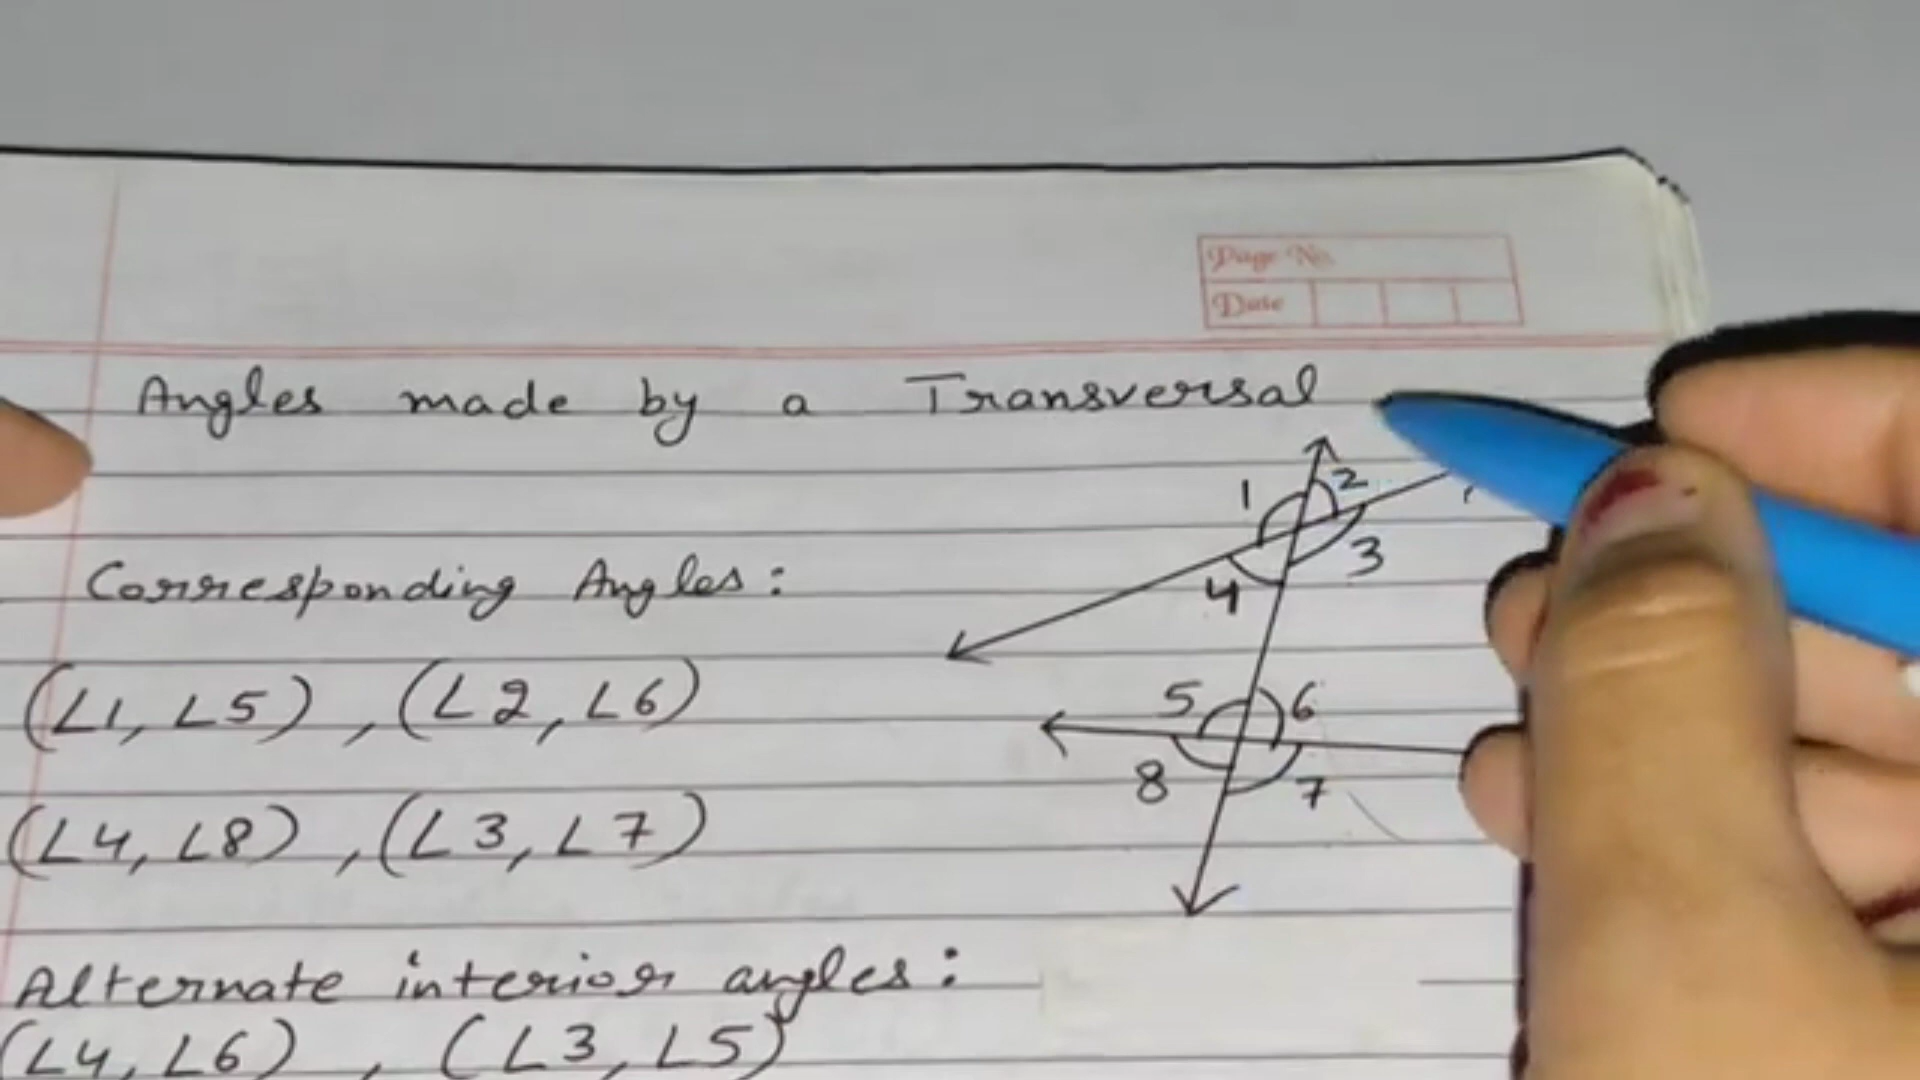 Page No.
Date
Angles made by a Transversal
1 2
3
4
Corresponding Angles:
(∠1, ∠5), (∠2, ∠6)
5 6
8 7
(∠4, ∠8), (∠3, ∠7)
Alternate interior angles:
(∠4, ∠6), (∠3, ∠5)